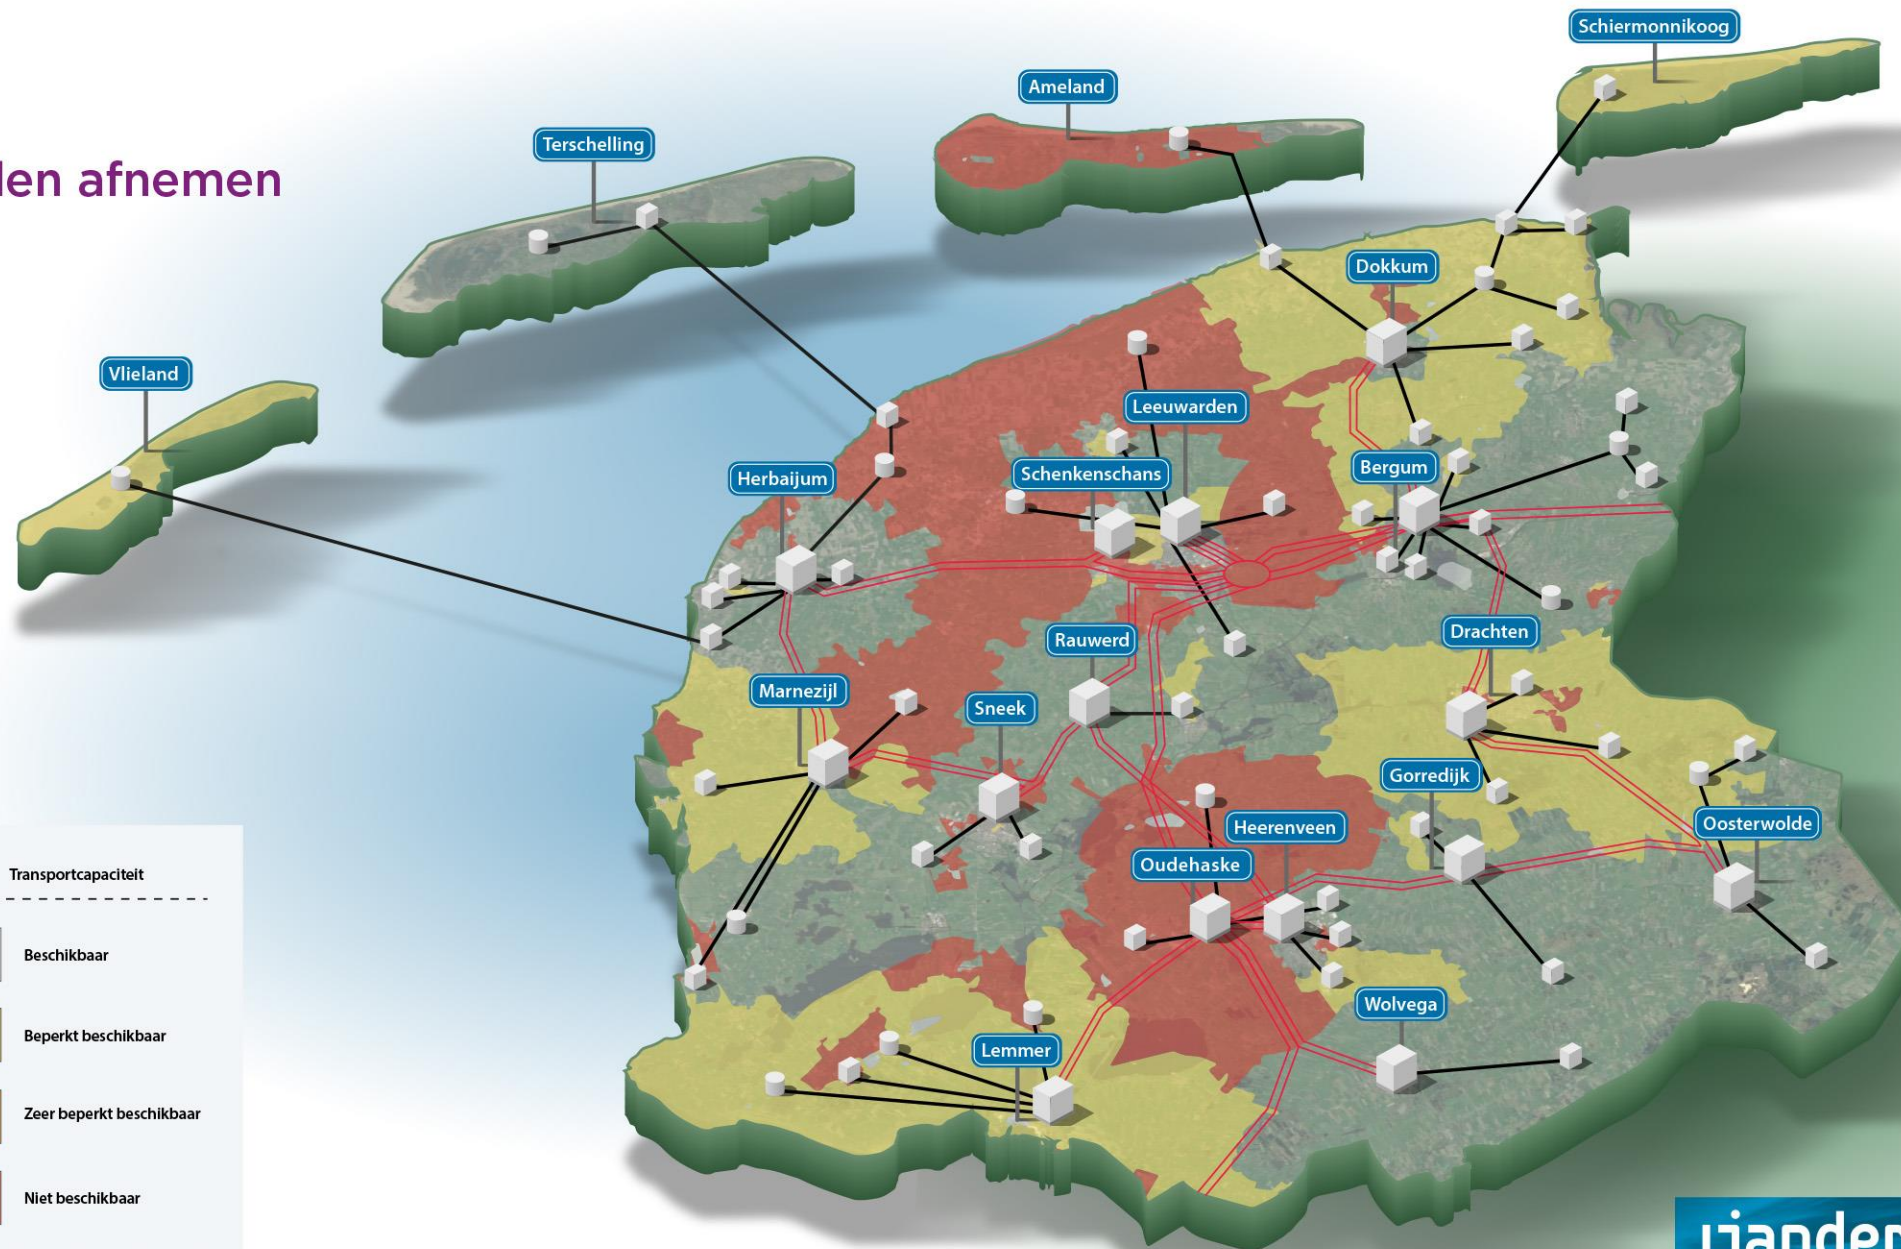 Schiermonnikoog
Ameland
Terschelling
den afnemen
Dokkum
Vlieland
Leeuwarden
Bergum
Schenkenschans
Herbaijum
Drachten
Rauwerd
Marnezijl
Sneek
Gorredijk
Oosterwolde
Heerenveen
Oudehaske
Transportcapaciteit
Beschikbaar
Wolvega
Beperkt beschikbaar
Lemmer
Zeer beperkt beschikbaar
Niet beschikbaar